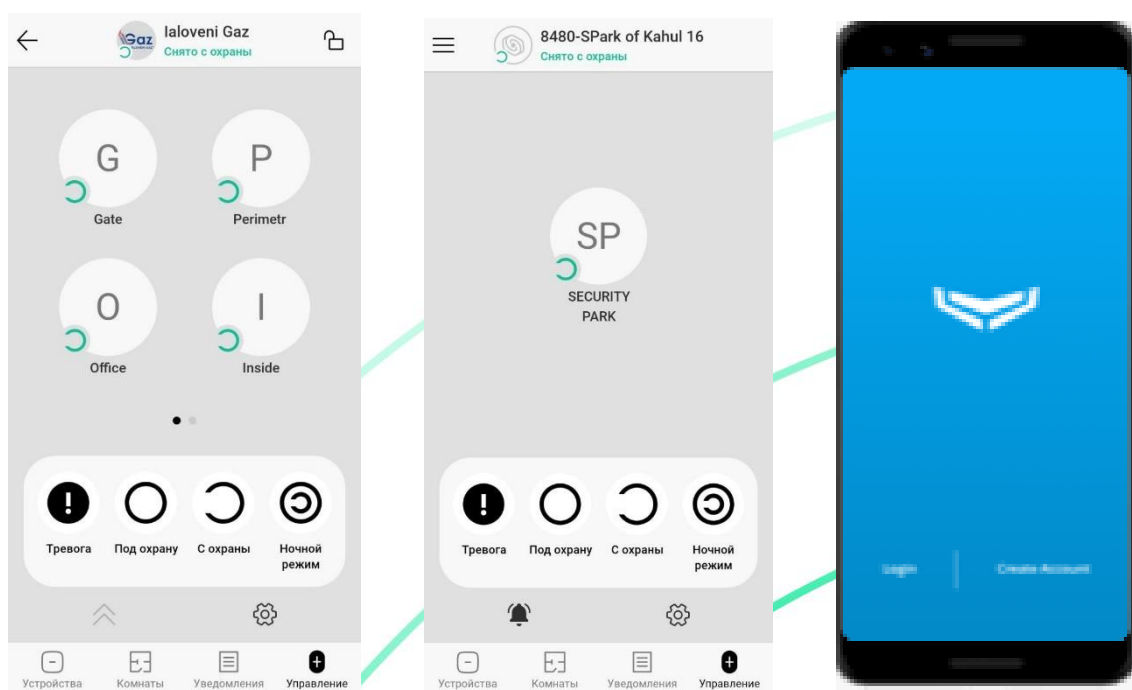 Gaz
Ialoveni Gaz
Снято с охраны
G
P
Gate
Perimetr
O
I
Office
Inside
Тревога
Под охрану
С охраны
Ночной
режим
Устройства
Комнаты
Уведомления
Управление
8480-SPark of Kahul 16
Снято с охраны
SP
SECURITY
PARK
Тревога
Под охрану
С охраны
Ночной
режим
Устройства
Комнаты
Уведомления
Управление
Login
Create Account